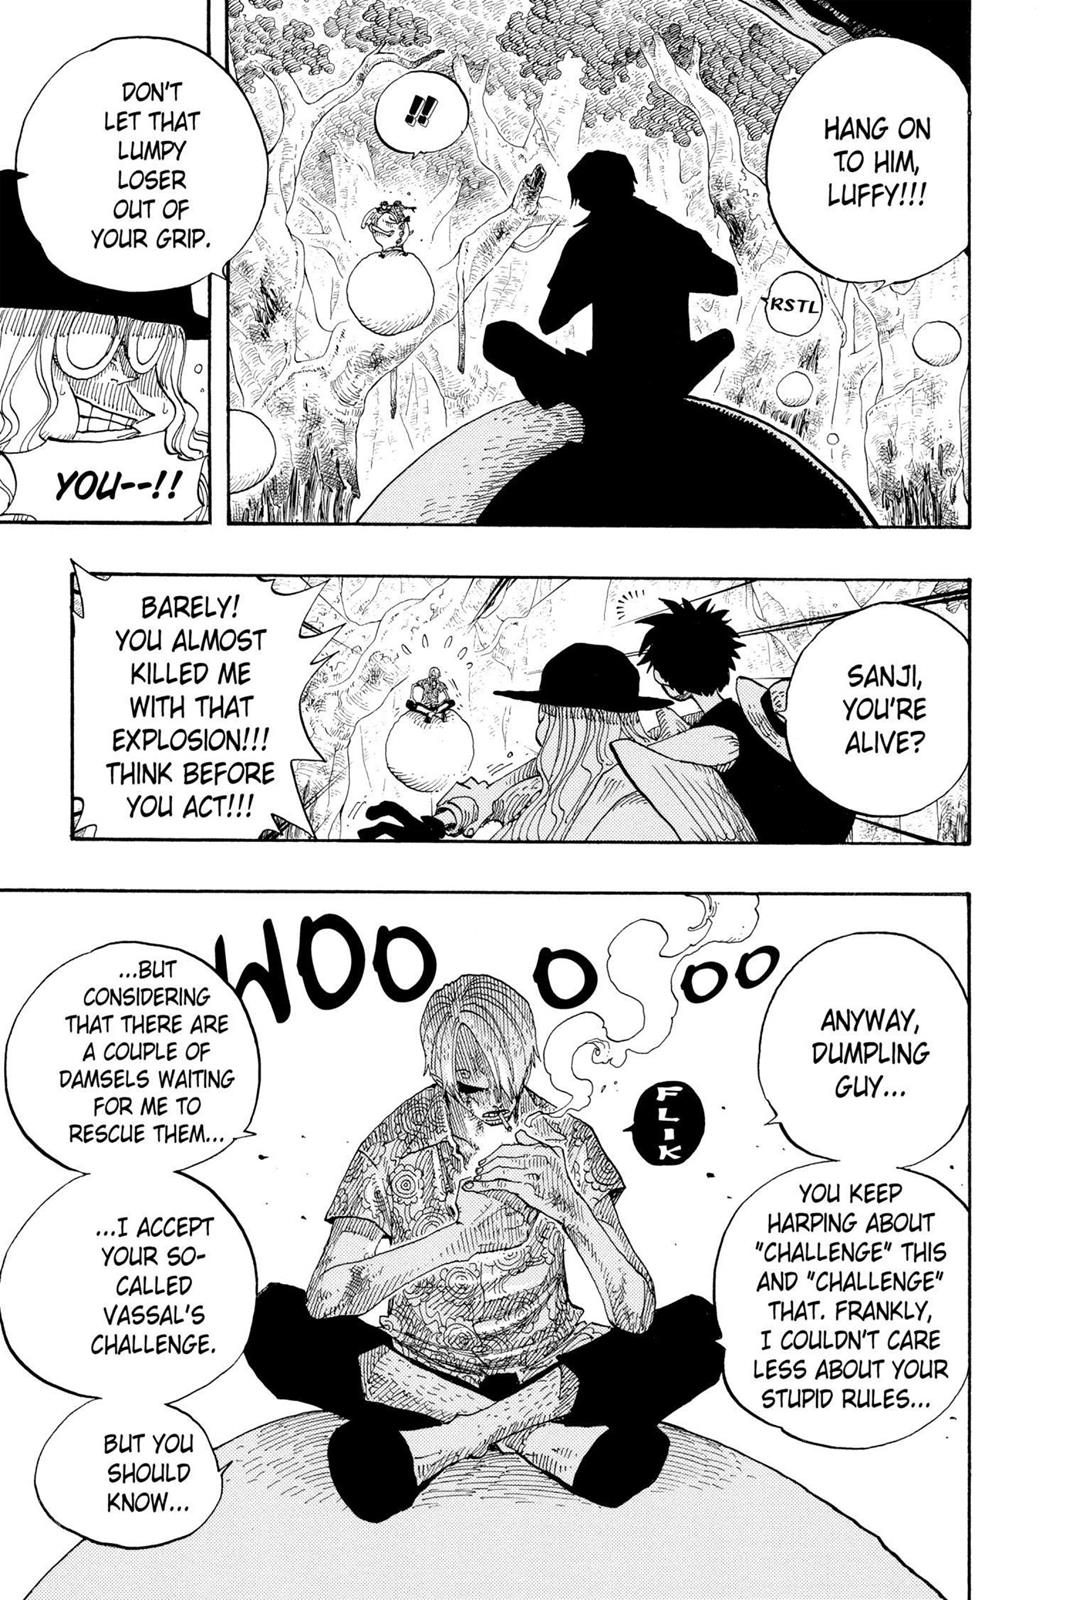 HANG ON
TO HIM,
LUFFY!!!
!!
RSTL
DON'T
LET THAT
LUMPY
LOSER
OUT OF
YOUR GRIP.
YOU--!!
SANJI,
YOU'RE
ALIVE?
BARELY!
YOU ALMOST
KILLED ME
WITH THAT
EXPLOSION!!!
THINK BEFORE
YOU ACT!!!
ANYWAY,
DUMPLING
GUY...
YOU KEEP
HARPING ABOUT
"CHALLENGE" THIS
AND "CHALLENGE"
THAT. FRANKLY,
I COULDN'T CARE
LESS ABOUT YOUR
STUPID RULES...
FLIK
WOOOOO
...BUT
CONSIDERING
THAT THERE ARE
A COUPLE OF
DAMSELS WAITING
FOR ME TO
RESCUE THEM...
...I ACCEPT
YOUR SO-
CALLED
VASSAL'S
CHALLENGE.
BUT YOU
SHOULD
KNOW...